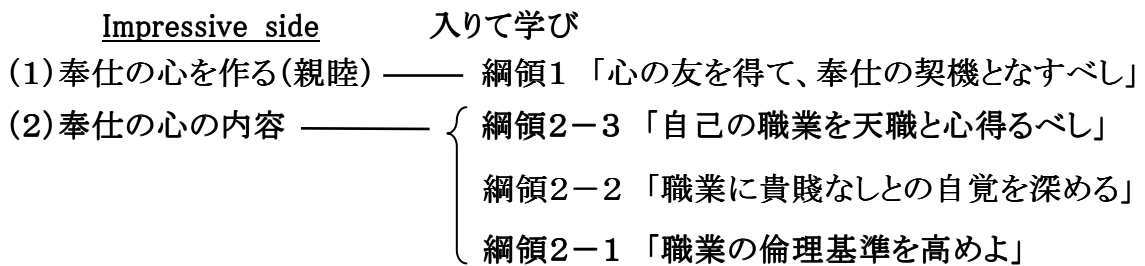 Impressive side 入りて学び
(1)奉仕の心を作る(親睦) 綱領1 「心の友を得て、奉仕の契機となすべし」
(2)奉仕の心の内容 綱領2-3 「自己の職業を天職と心得るべし」
綱領2-2 「職業に貴賤なしとの自覚を深める」
綱領2-1 「職業の倫理基準を高めよ」